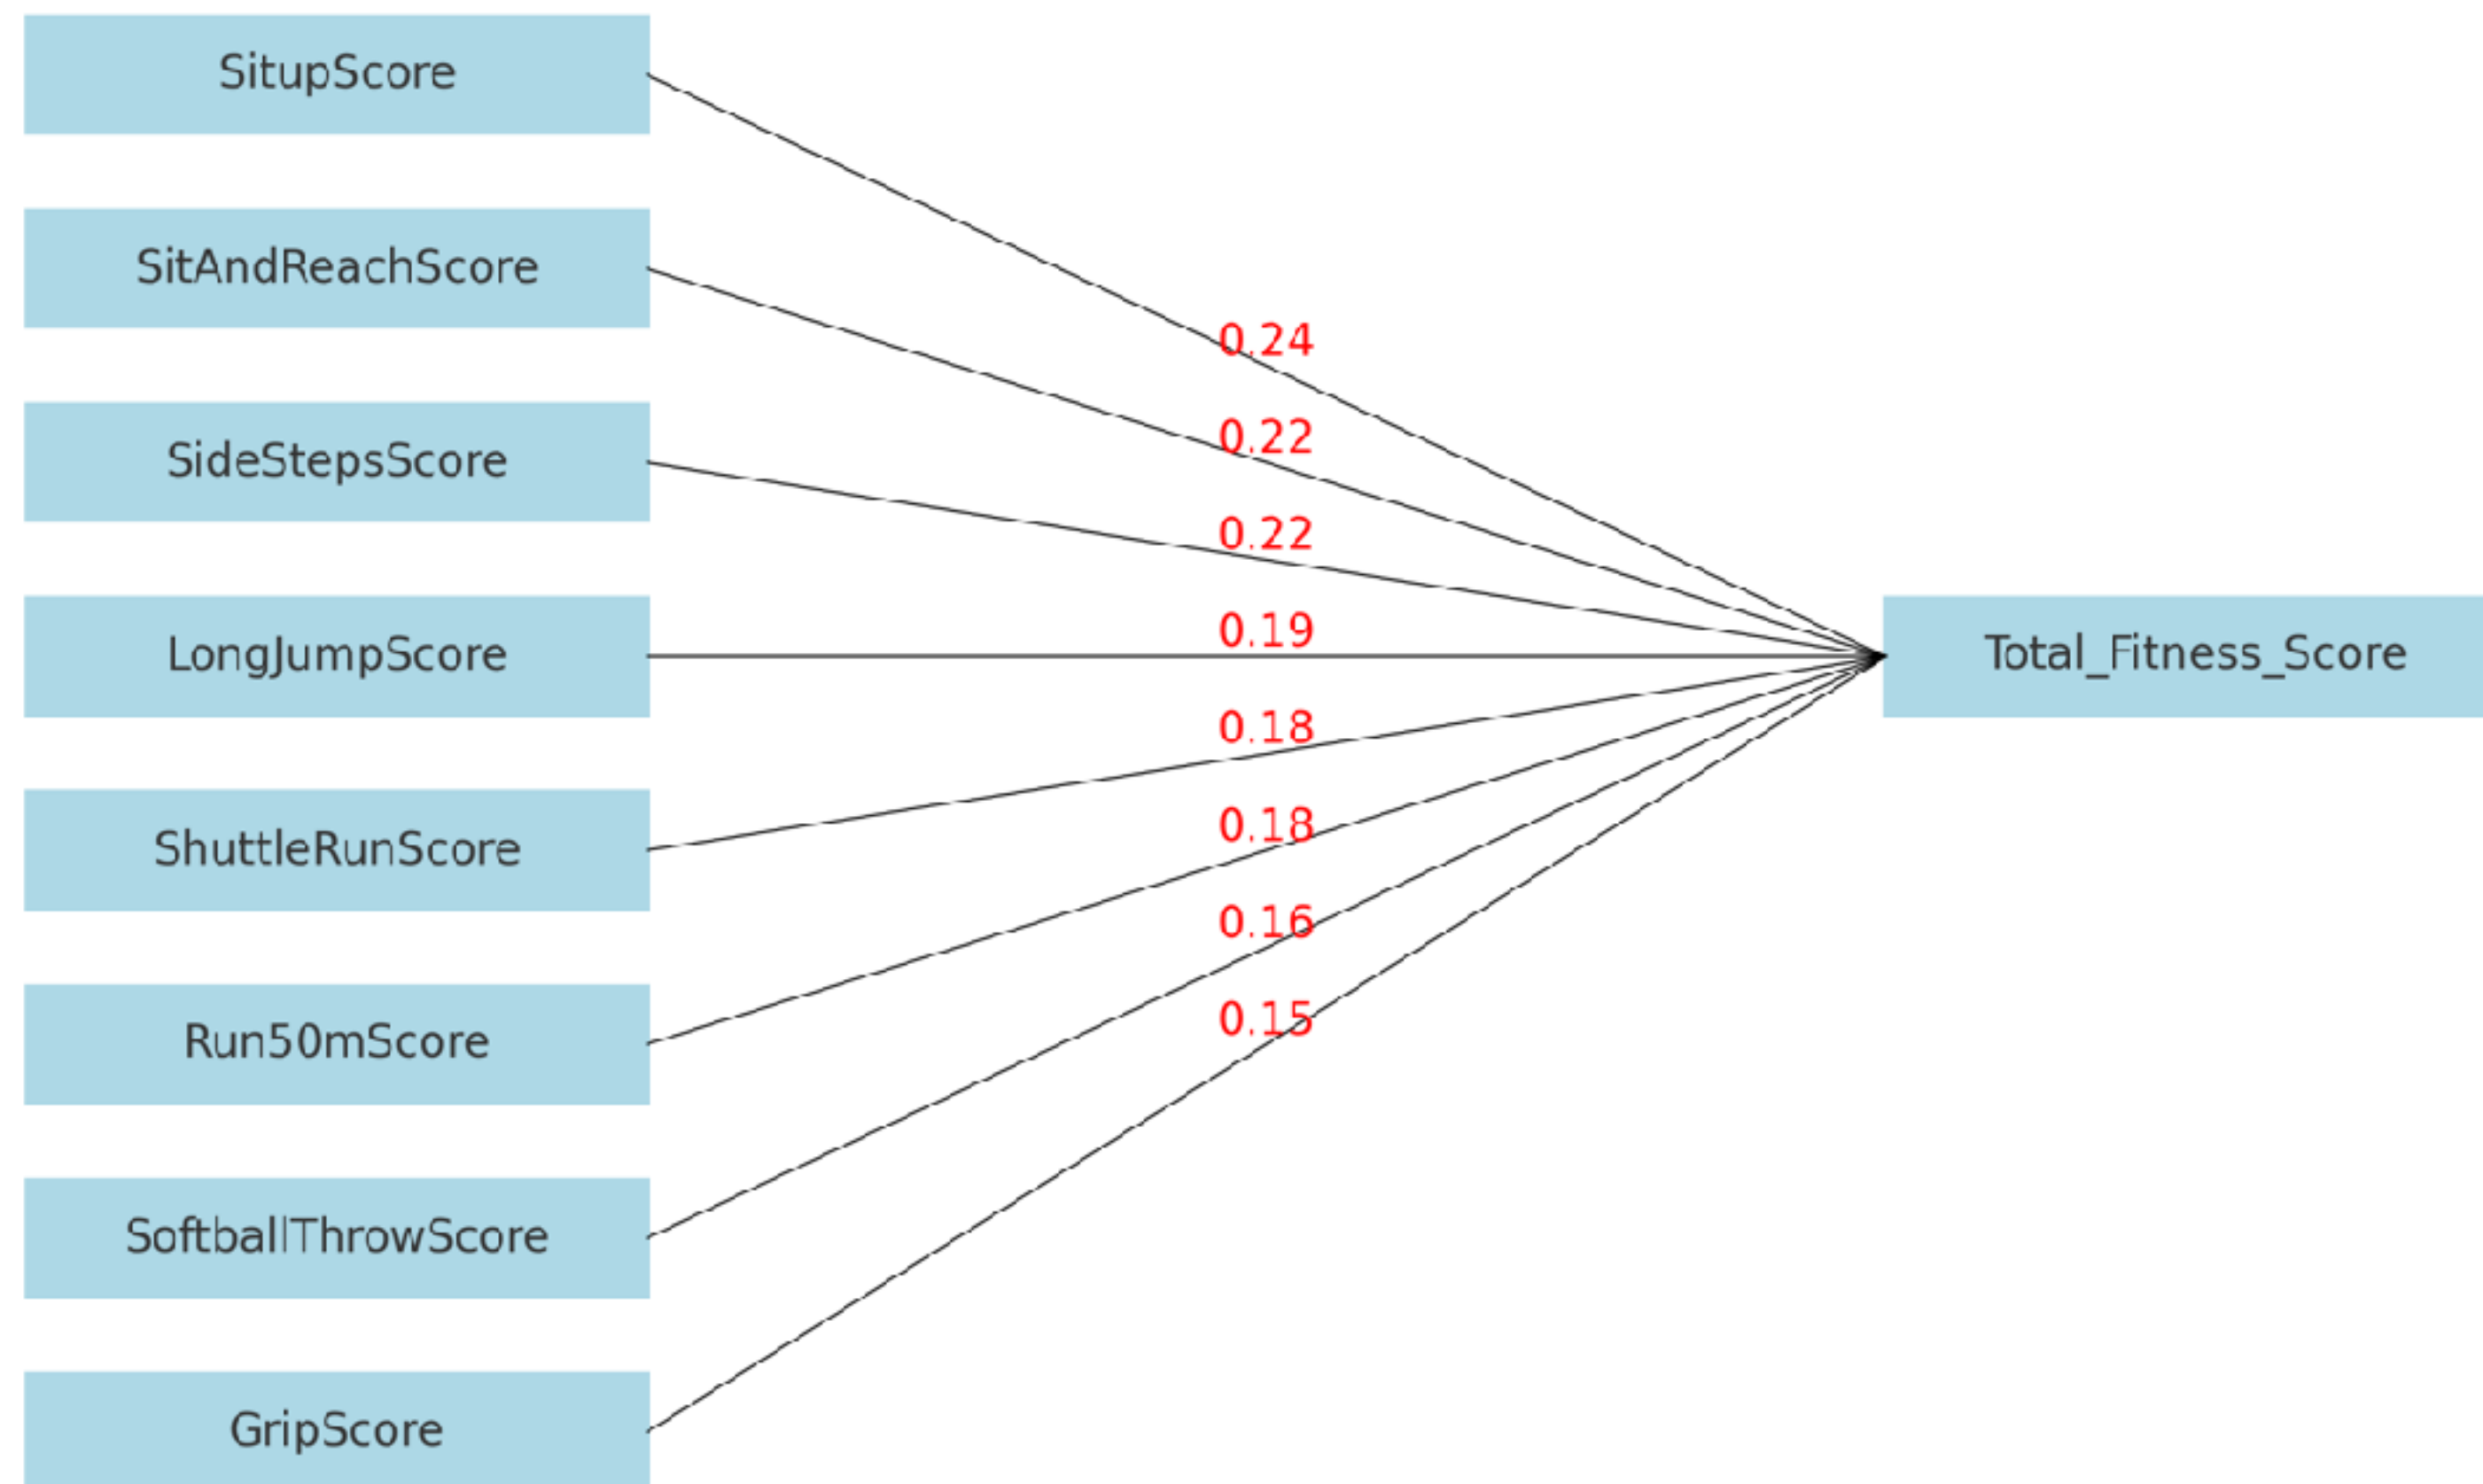 SitupScore
SitAndReachScore
0.24
0.22
SideStepsScore
0.22
0.19
LongJumpScore
Total_Fitness_Score
0.18
ShuttleRunScore
0.18
0.16
Run50mScore
0.15
SoftballThrowScore
GripScore